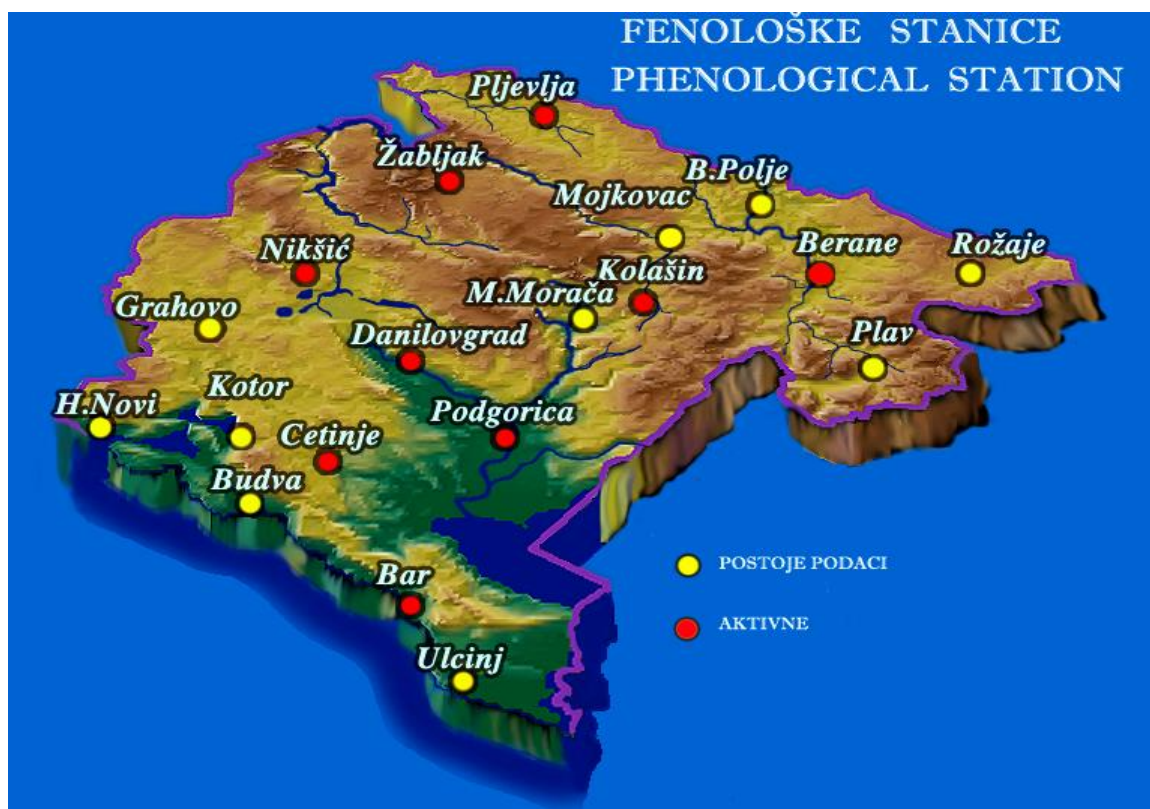 FENOLOŠKE STANICE
PHENOLOGICAL STATION
Pljevlja
Žabljak
B.Polje
Mojkovac
Nikšić
Berane
Rožaje
Kolašin
M.Morača
Grahovo
Danilovgrad
Plav
Kotor
H.Novi
Podgorica
Cetinje
Budva
POSTOJE PODACI
Bar
AKTIVNE
Ulcinj